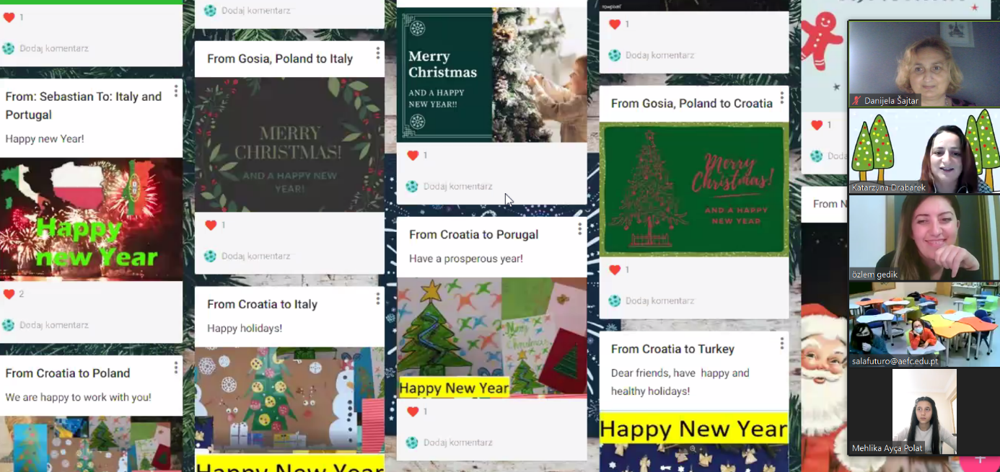 1
Dodaj komentarz
From: Sebastian To: Italy and
Portugal
Happy new Year!
Happy
new Year
2
Dodaj komentarz
From Croatia to Poland
We are happy to work with you!
Dodaj komentarz
From Gosia, Poland to Italy
MERRY
CHRISTMAS!
AND A HAPPY NEW
YEAR!
1
Dodaj komentarz
From Croatia to Italy
Happy holidays!
Happy New Year
Merry
Christmas
AND A HAPPY
NEW YEAR!!
1
Dodaj komentarz
From Croatia to Porugal
Have a prosperous year!
Merry
Christmas
Happy New Year
1
Dodaj komentarz
rawpixel
1
Dodaj komentarz
From Gosia, Poland to Croatia
Merry
Christmas!
AND A HAPPY
NEW YEAR
1
Dodaj komentarz
From Croatia to Turkey
Dear friends, have happy and
healthy holidays!
Happy New Year
1
Doda
From N
Danijela Šajtar
Katarzyna Drabarek
özlem gedik
salafuturo@aefc.edu.pt
Mehlika Ayça Polat